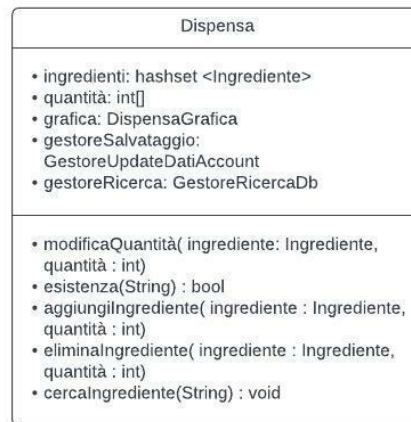 Dispensa
• ingredienti: hashset <Ingrediente>
• quantità: int[]
• grafica: DispensaGrafica
• gestoreSalvataggio:
GestoreUpdateDatiAccount
• gestoreRicerca: GestoreRicercaDb
• modificaQuantità( ingrediente: Ingrediente,
quantità : int)
• esistenza(String) : bool
• aggiungiIngrediente( ingrediente : Ingrediente,
quantità : int)
• eliminaIngrediente( ingrediente : Ingrediente,
quantità : int)
• cercaIngrediente(String) : void